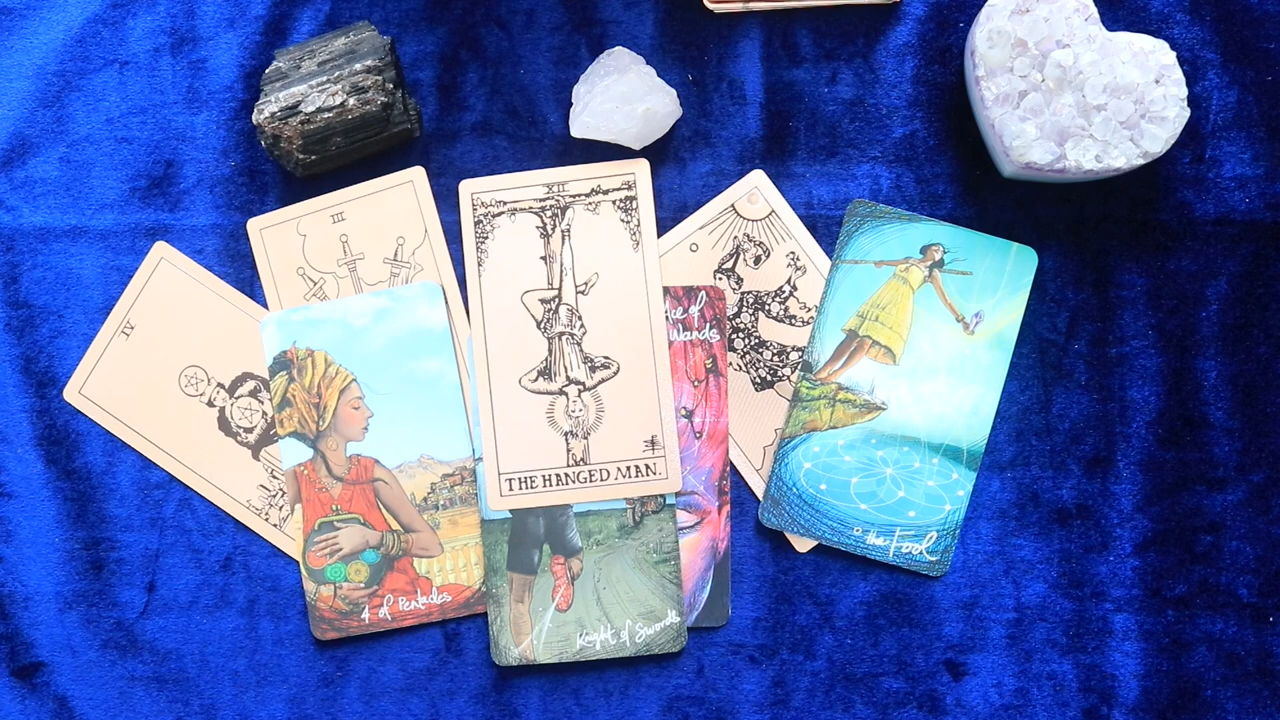 IV
III
XII
THE HANGED MAN.
Ace of
Wands
4 of Pentacles
Knight of Swords
0 the Fool